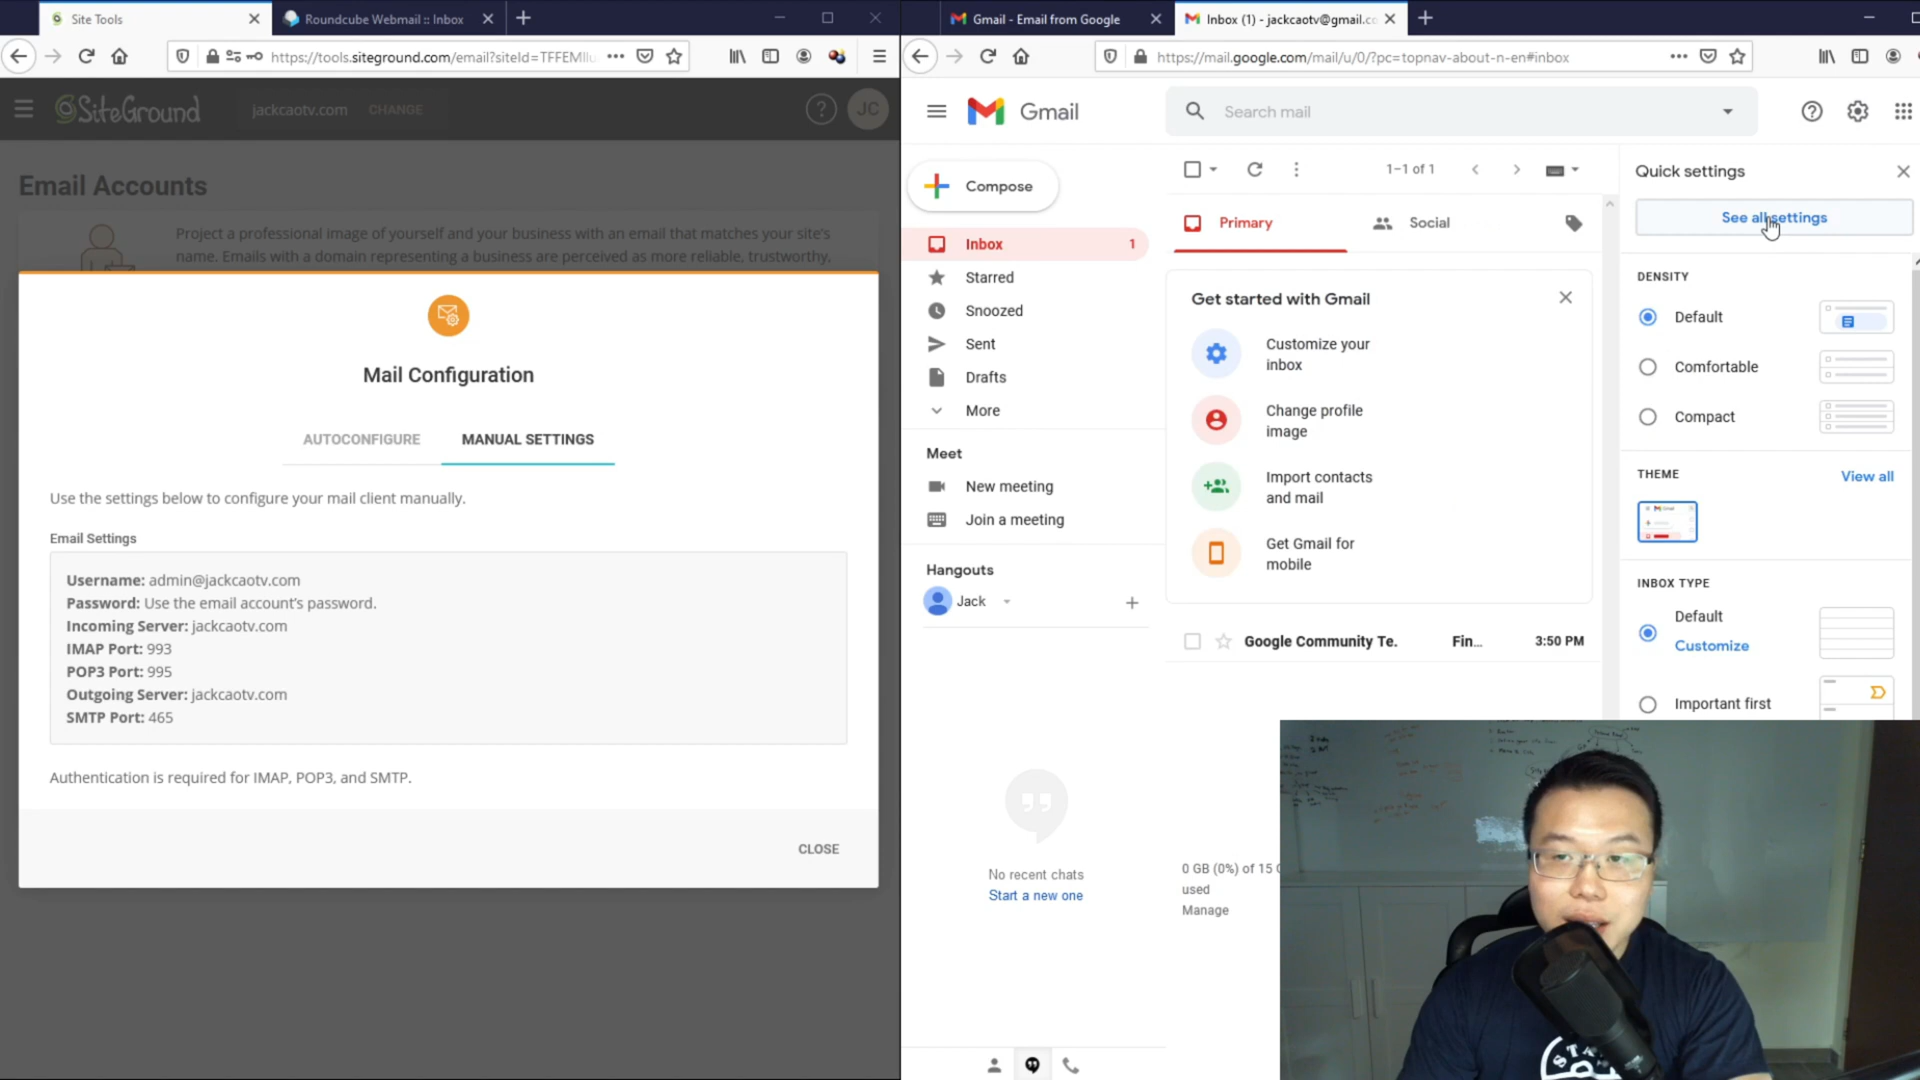 Site Tools
Roundcube Webmail :: Inbox
https://tools.siteground.com/email?siteId=TFFEMllu
SiteGround
jackcaotv.com
CHANGE
JC
Email Accounts
Project a professional image of yourself and your business with an email that matches your site's
name. Emails with a domain representing a business are perceived as more reliable, trustworthy,
Mail Configuration
AUTOCONFIGURE
MANUAL SETTINGS
Use the settings below to configure your mail client manually.
Email Settings
Username: admin@jackcaotv.com
Password: Use the email account's password.
Incoming Server: jackcaotv.com
IMAP Port: 993
POP3 Port: 995
Outgoing Server: jackcaotv.com
SMTP Port: 465
Authentication is required for IMAP, POP3, and SMTP.
CLOSE
Gmail - Email from Google
Inbox (1) - jackcaotv@gmail.co
https://mail.google.com/mail/u/0/?pc=topnav-about-n-en#inbox
Gmail
Search mail
Compose
Inbox
1
Starred
Snoozed
Sent
Drafts
More
Meet
New meeting
Join a meeting
Hangouts
Jack
No recent chats
Start a new one
1–1 of 1
Primary
Social
Get started with Gmail
Customize your
inbox
Change profile
image
Import contacts
and mail
Get Gmail for
mobile
Google Community Te.
Fin...
3:50 PM
0 GB (0%) of 15
used
Manage
Quick settings
See all settings
DENSITY
Default
Comfortable
Compact
THEME
View all
INBOX TYPE
Default
Customize
Important first